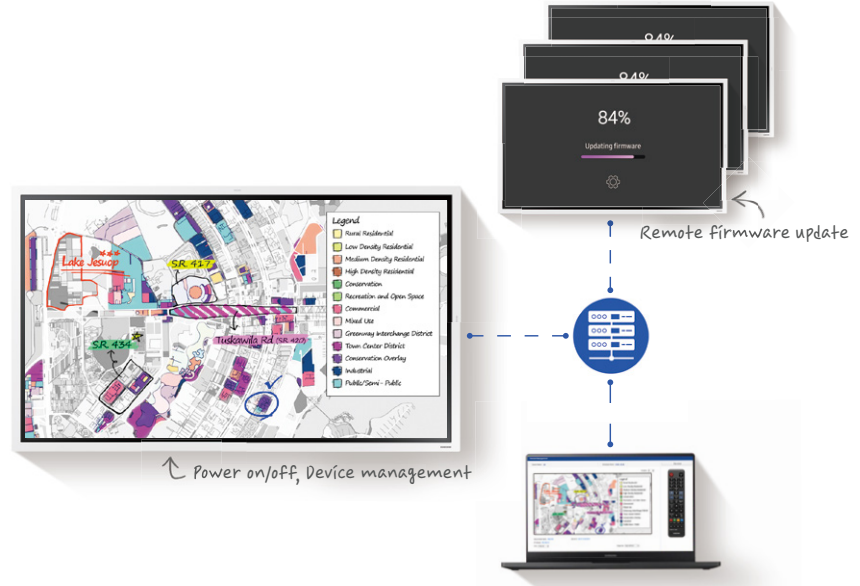 84%
84%
84%
Updating firmware
Remote firmware update
Legend
Rural Residential
Low Density Residential
Medium Density Residential
High Density Residential
Conservation
Recreation and Open Space
Commercial
Mixed Use
Greenway Interchange District
Town Center District
Conservation Overlay
Industrial
Public/Semi - Public
Lake Jesuop
S.R. 417
S.R. 434
Tuskawilla Rd (S.R. 420)
Power on/off, Device management